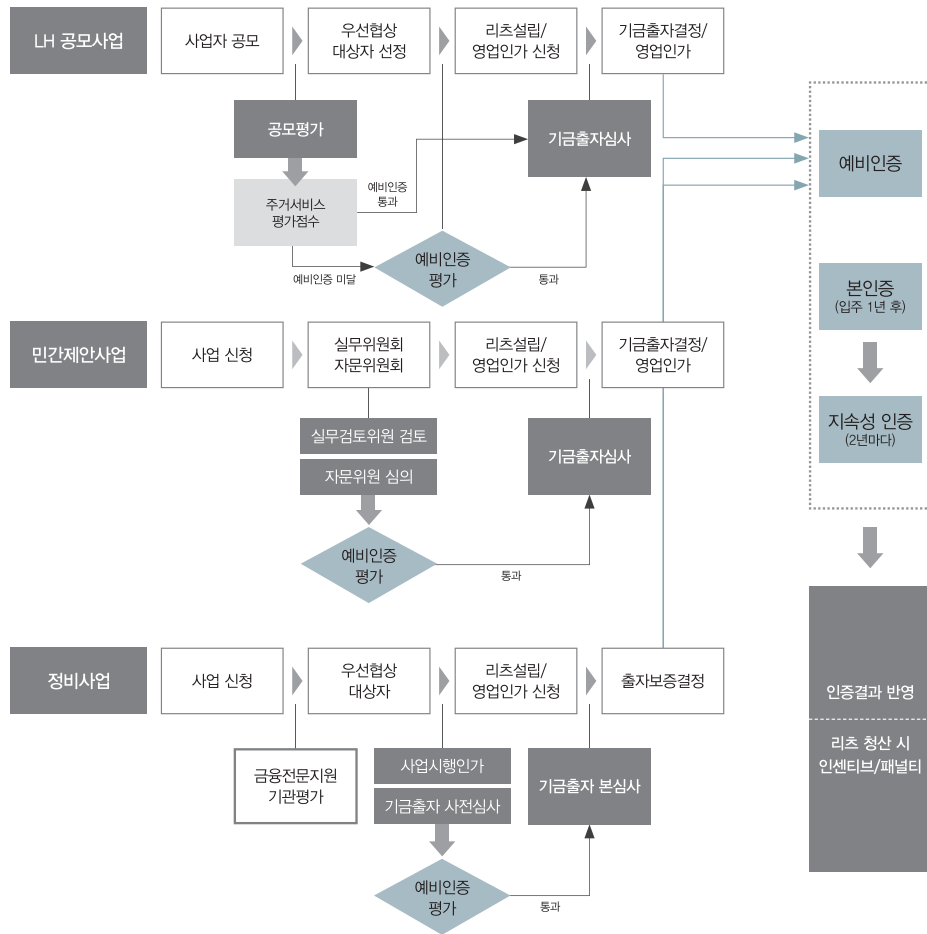 LH 공모사업
사업자 공모
우선협상
대상자 선정
리츠설립/
영업인가 신청
기금출자결정/
영업인가
공모평가
주거서비스
평가점수
예비인증
통과
예비인증 미달
예비인증
평가
통과
기금출자심사
민간제안사업
사업 신청
실무위원회
자문위원회
리츠설립/
영업인가 신청
기금출자결정/
영업인가
실무검토위원 검토
자문위원 심의
예비인증
평가
통과
기금출자심사
정비사업
사업 신청
우선협상
대상자
리츠설립/
영업인가 신청
출자보증결정
금융전문지원
기관평가
사업시행인가
기금출자 사전심사
예비인증
평가
통과
기금출자 본심사
예비인증
본인증
(입주 1년 후)
지속성 인증
(2년마다)
인증결과 반영
리츠 청산 시
인센티브/패널티